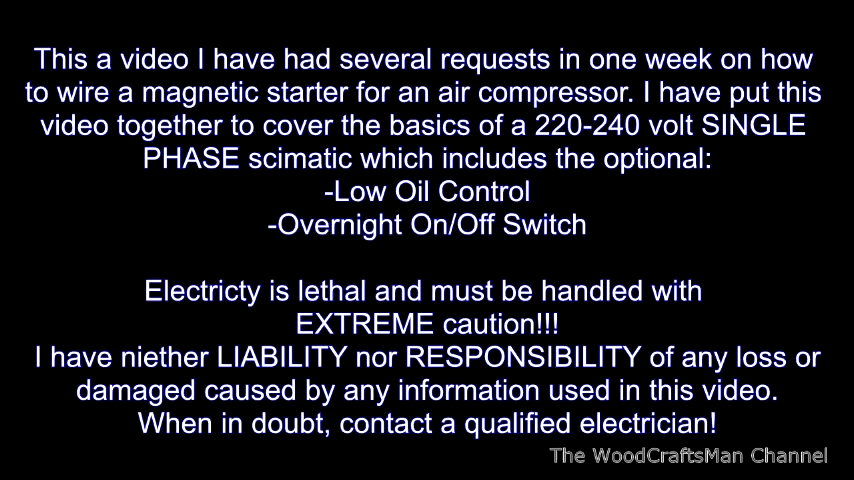 This a video I have had several requests in one week on how
to wire a magnetic starter for an air compressor. I have put this
video together to cover the basics of a 220-240 volt SINGLE
PHASE scimatic which includes the optional:
-Low Oil Control
-Overnight On/Off Switch
Electricty is lethal and must be handled with
EXTREME caution!!!
I have niether LIABILITY nor RESPONSIBILITY of any loss or
damaged caused by any information used in this video.
When in doubt, contact a qualified electrician!
The WoodCraftsMan Channel